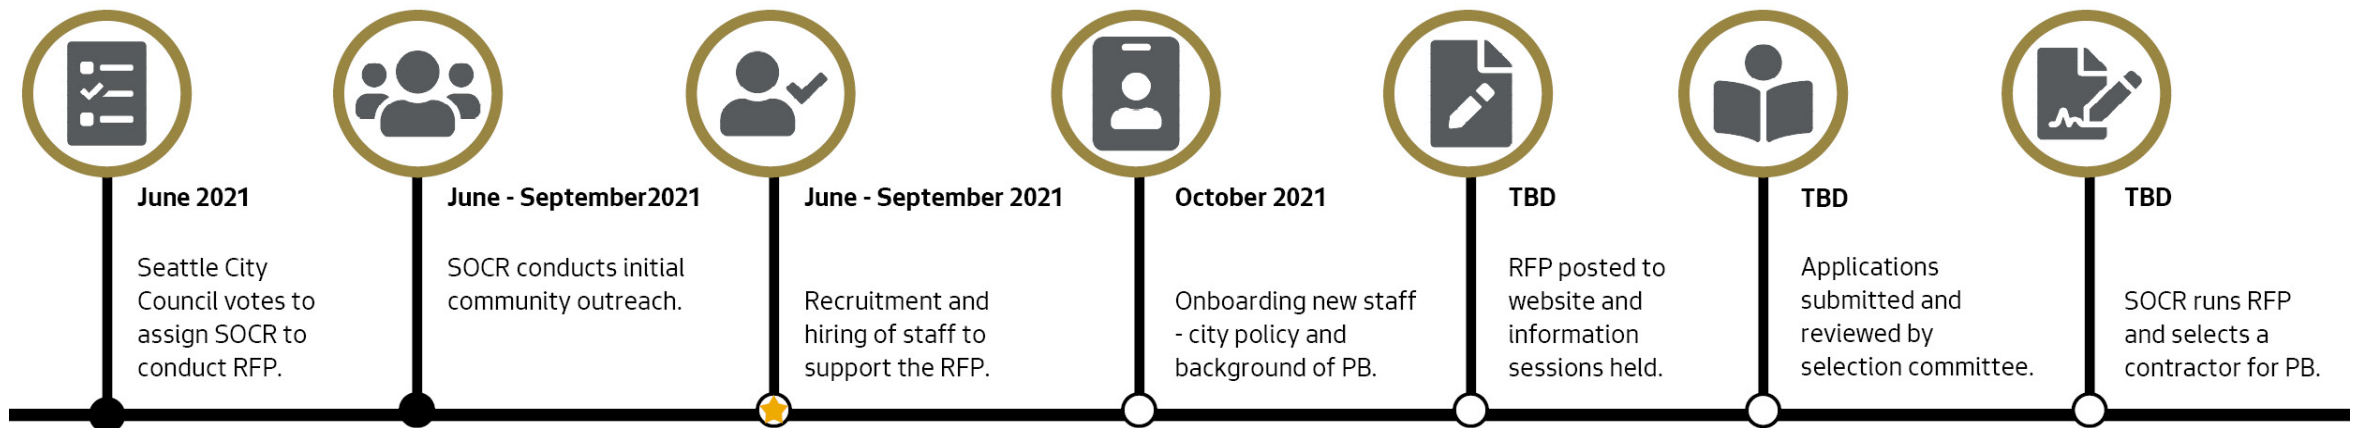 June 2021
Seattle City
Council votes to
assign SOCR to
conduct RFP.
June - September2021
SOCR conducts initial
community outreach.
June - September 2021
Recruitment and
hiring of staff to
support the RFP.
October 2021
Onboarding new staff
- city policy and
background of PB.
TBD
RFP posted to
website and
information
sessions held.
TBD
Applications
submitted and
reviewed by
selection committee.
TBD
SOCR runs RFP
and selects a
contractor for PB.